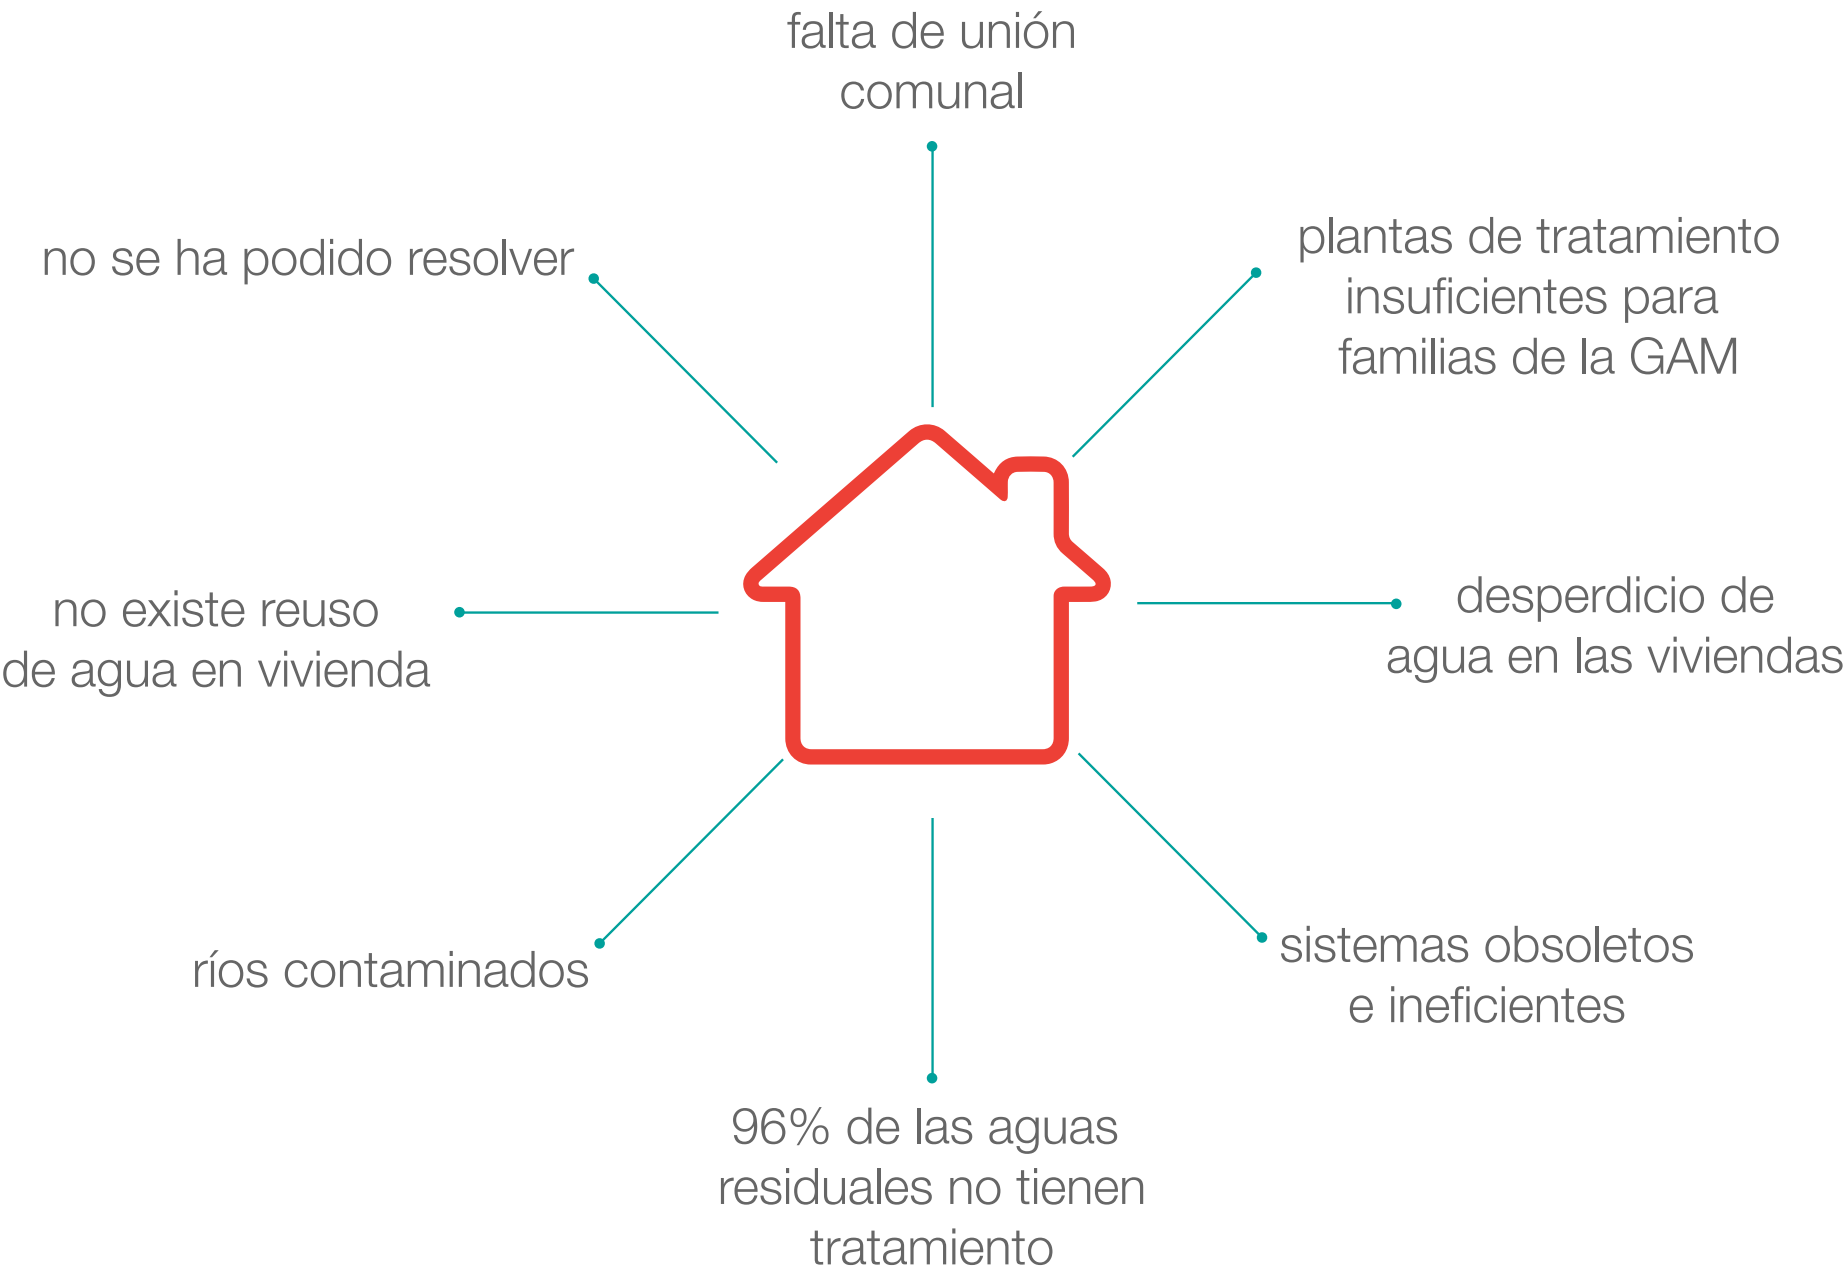 falta de unión
comunal
plantas de tratamiento
insuficientes para
familias de la GAM
desperdicio de
agua en las viviendas
sistemas obsoletos
e ineficientes
96% de las aguas
residuales no tienen
tratamiento
ríos contaminados
no existe reuso
de agua en vivienda
no se ha podido resolver